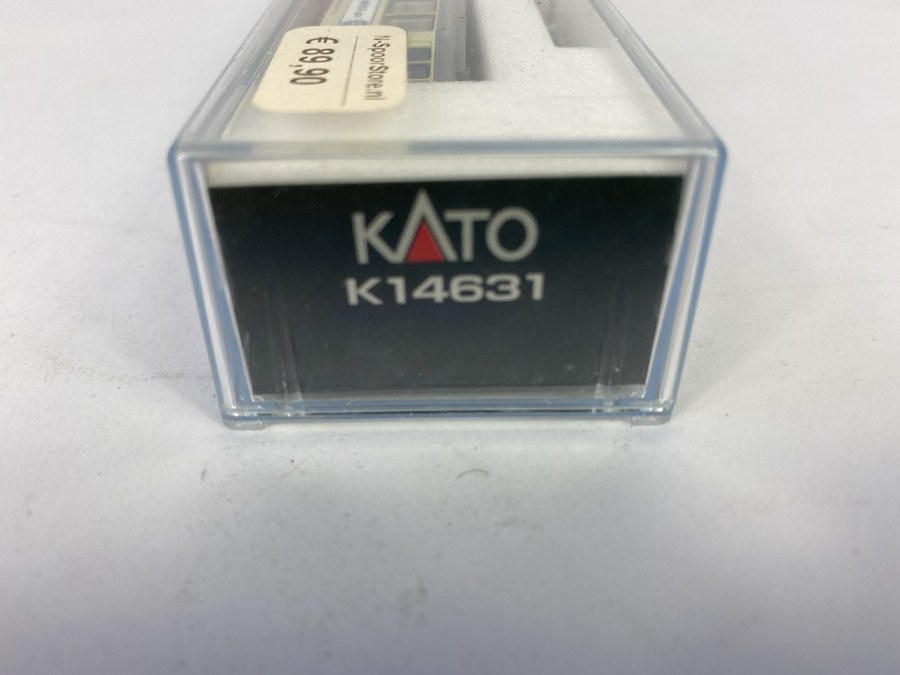 N-spoorStore.nl
€ 89,90
KATO
K14631